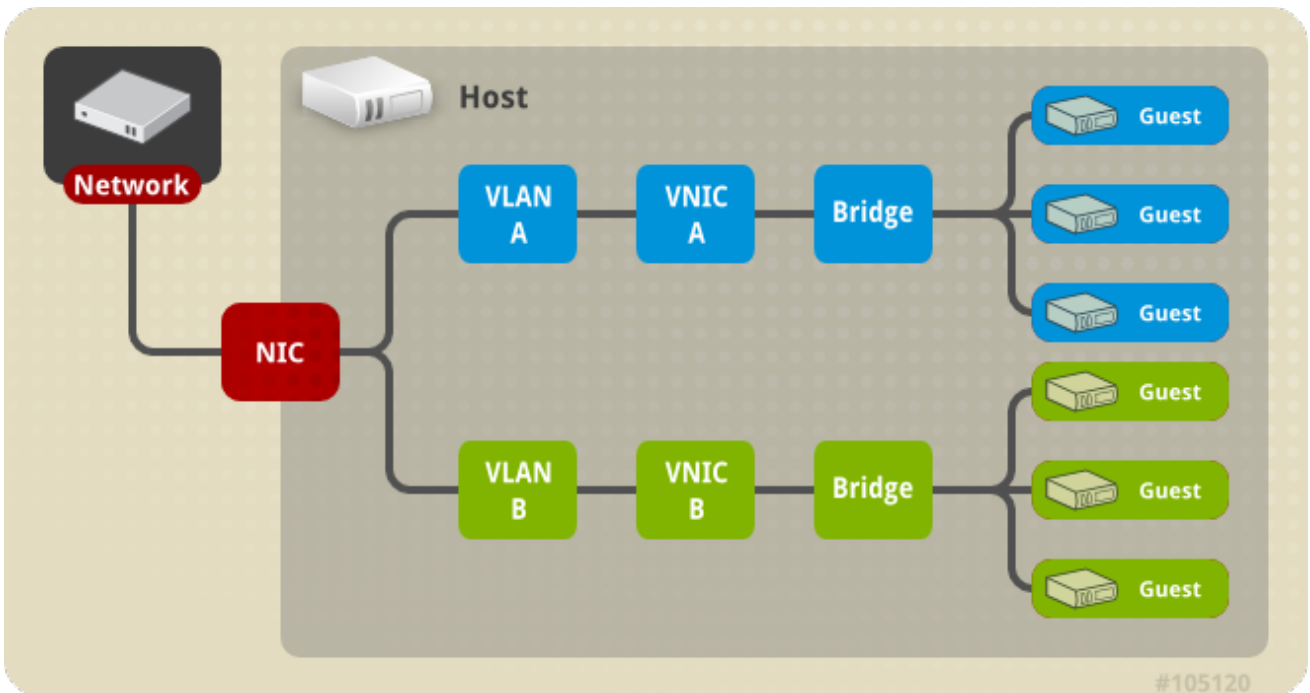 Host
Network
Guest
VLAN
A
VNIC
A
Bridge
Guest
Guest
NIC
Guest
VLAN
B
VNIC
B
Bridge
Guest
Guest
#105120